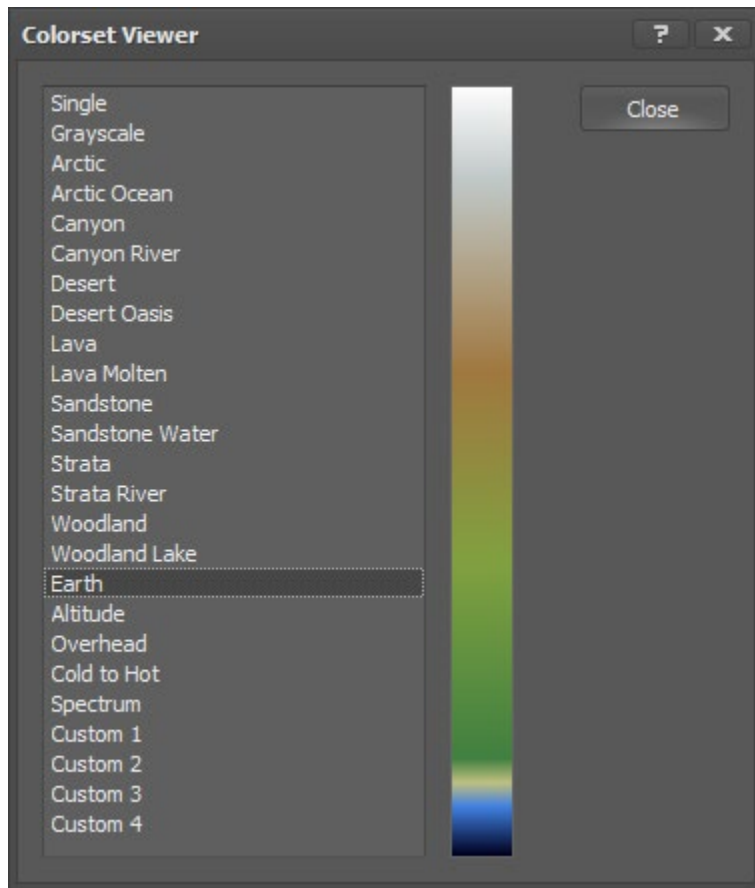 Colorset Viewer
? X
Close
Single
Grayscale
Arctic
Arctic Ocean
Canyon
Canyon River
Desert
Desert Oasis
Lava
Lava Molten
Sandstone
Sandstone Water
Strata
Strata River
Woodland
Woodland Lake
Earth
Altitude
Overhead
Cold to Hot
Spectrum
Custom 1
Custom 2
Custom 3
Custom 4